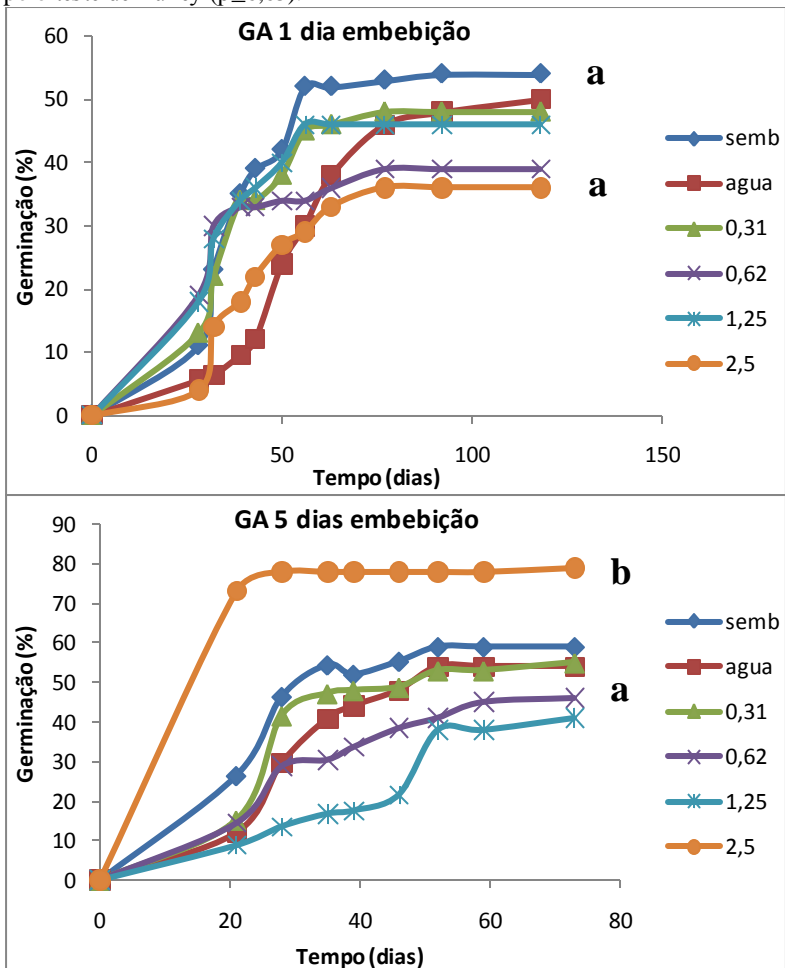 GA 1 dia embebição
60
50
40
30
20
10
0
Germinação (%)
0 50 100 150
Tempo (dias)
a
a
semb
agua
0,31
0,62
1,25
2,5
GA 5 dias embebição
90
80
70
60
50
40
30
20
10
0
Germinação (%)
0 20 40 60 80
Tempo (dias)
b
a
semb
agua
0,31
0,62
1,25
2,5